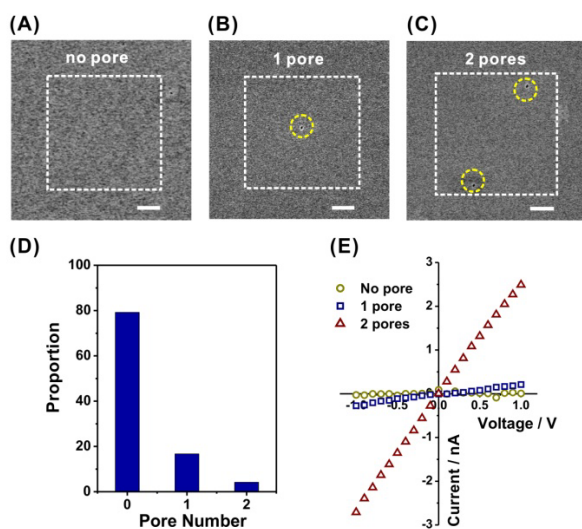 (A)
no pore
(B)
1 pore
(C)
2 pores
(D)
Proportion
100
80
60
40
20
0
0 1 2
Pore Number
(E)
No pore
1 pore
2 pores
3
2
1
0
-1
-2
-3
-1.0 -0.5 0.0 0.5 1.0
Voltage / V
Current / nA